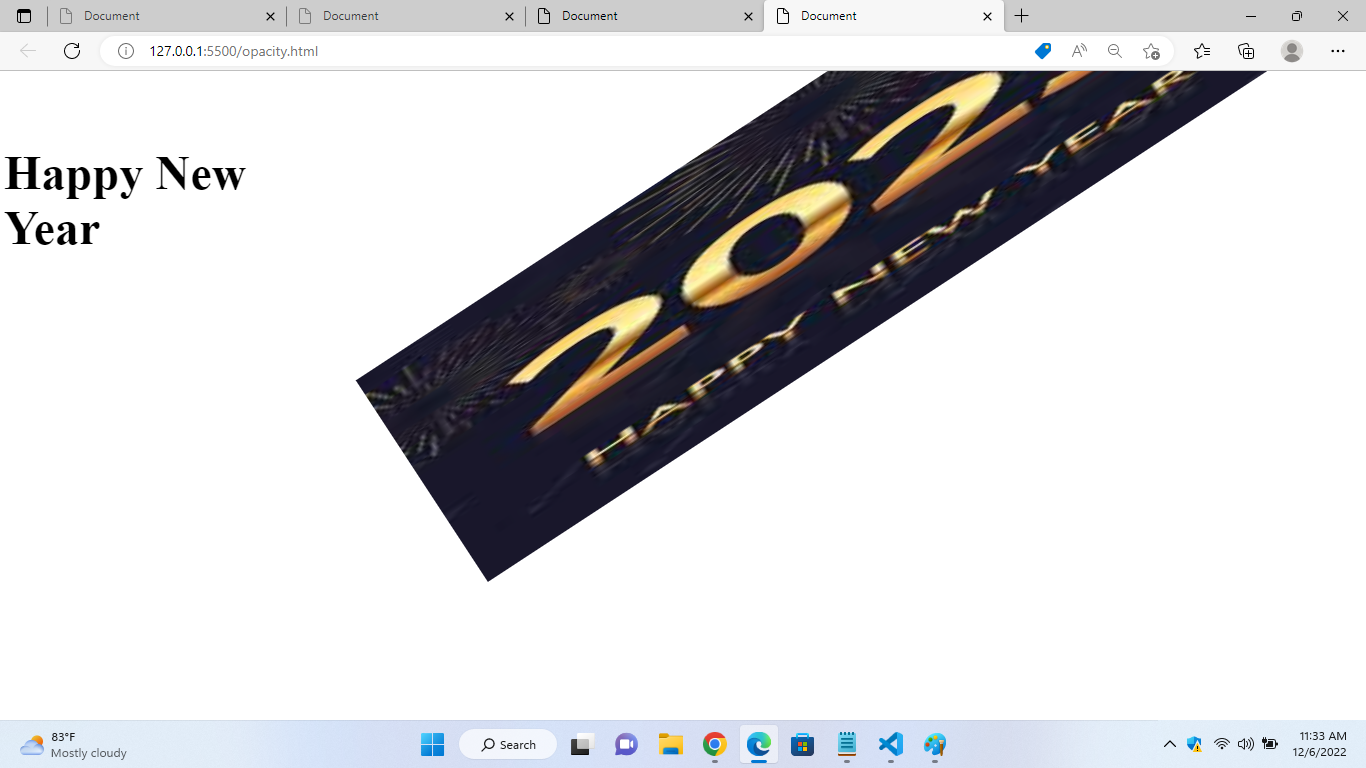 Document
Document
Document
Document
127.0.0.1:5500/opacity.html
Happy New
Year
202
HAPPY NEW YEAR
83°F
Mostly cloudy
Search
11:33 AM
12/6/2022